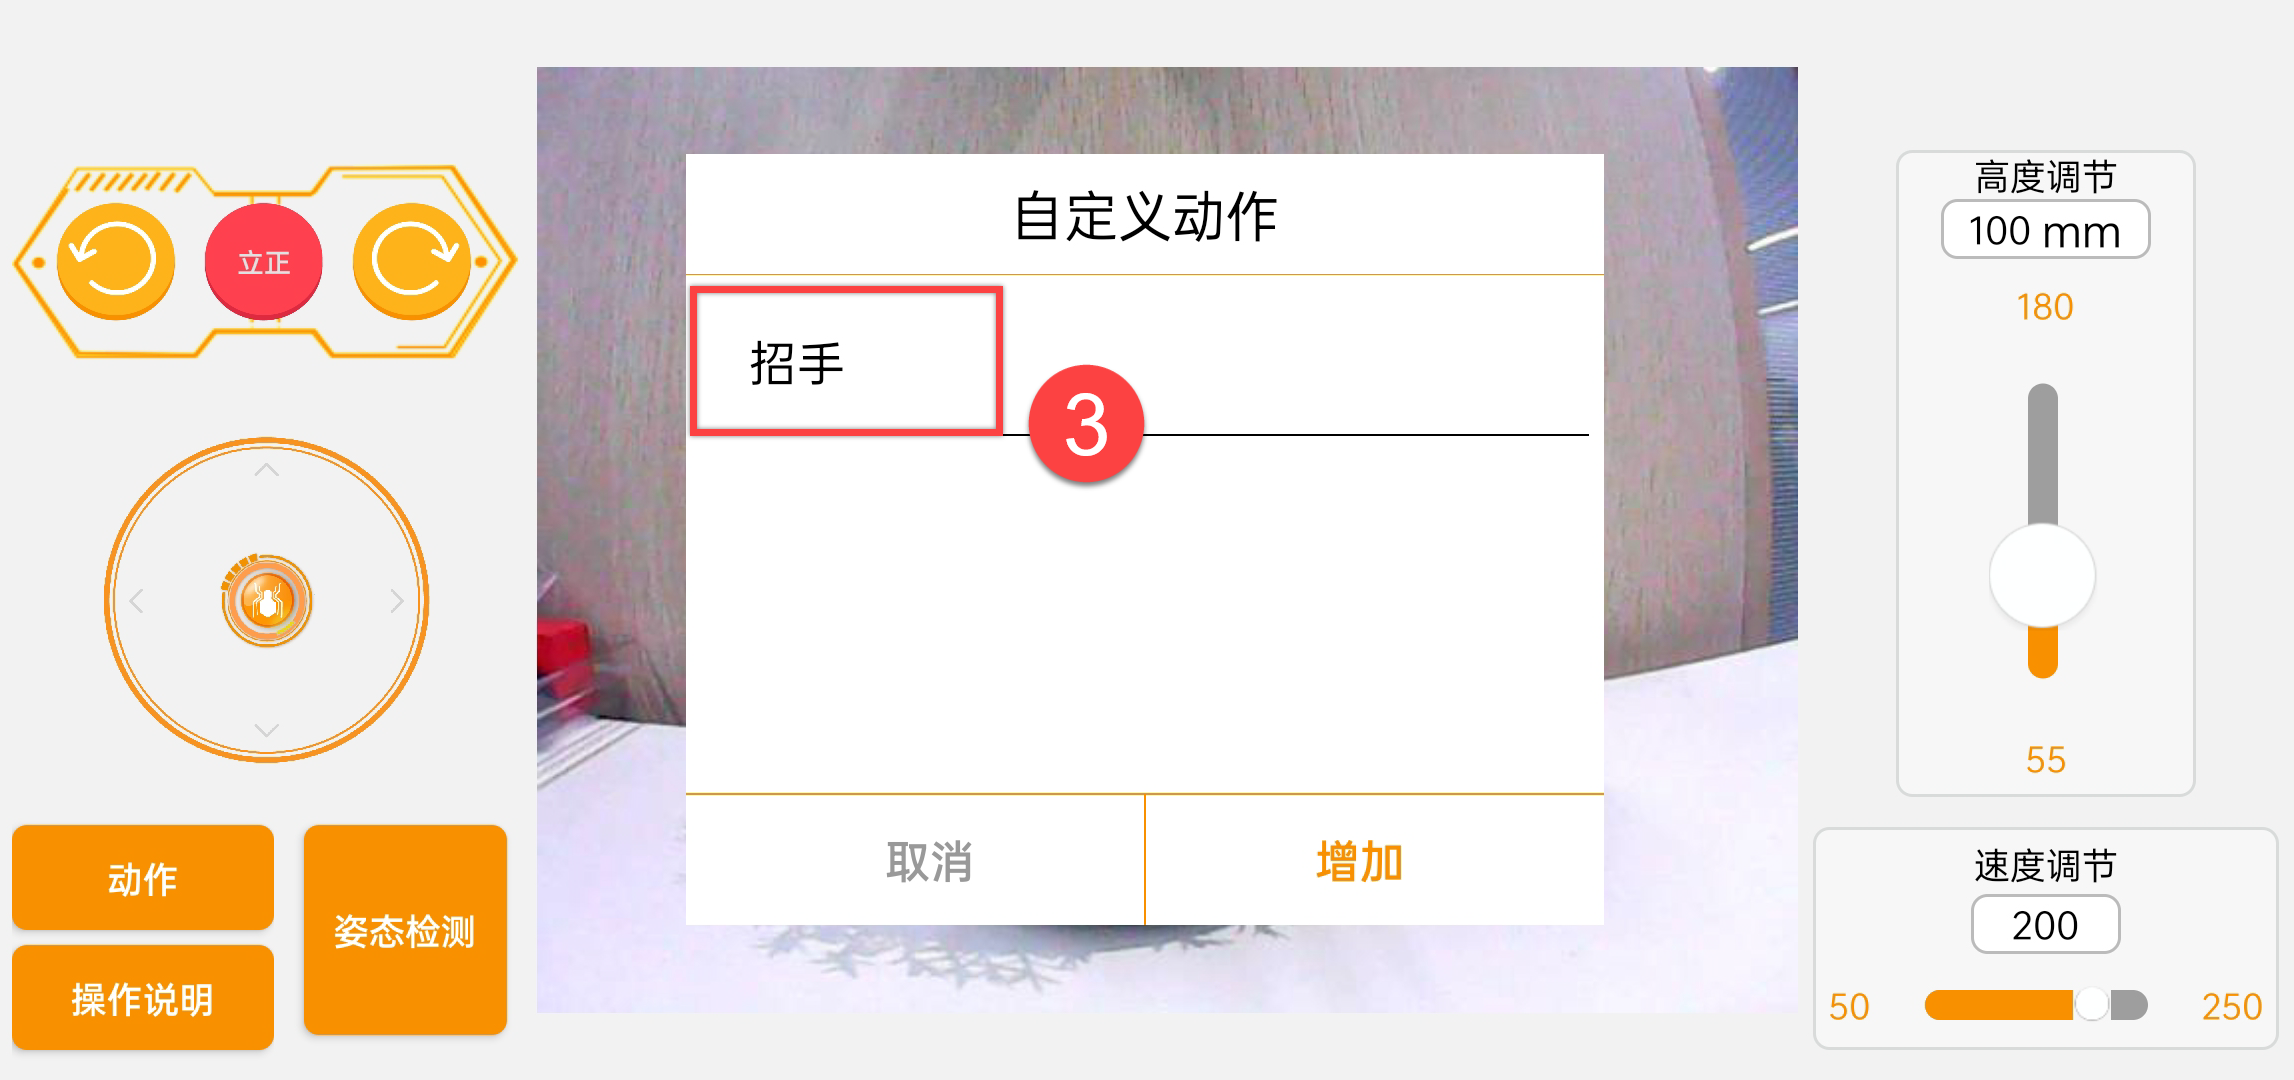 立正
动作
操作说明
姿态检测
自定义动作
招手
3
取消
增加
高度调节
100 mm
180
55
速度调节
200
50
250